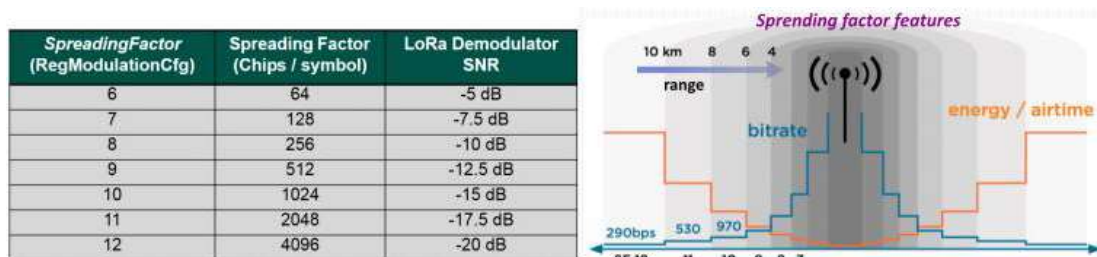 SpreadingFactor (RegModulationCfg) Spreading Factor (Chips / symbol) LoRa Demodulator SNR
6 64 -5 dB
7 128 -7.5 dB
8 256 -10 dB
9 512 -12.5 dB
10 1024 -15 dB
11 2048 -17.5 dB
12 4096 -20 dB
Sprending factor features
10 km 8 6 4
range
energy / airtime
bitrate
290bps 530 970